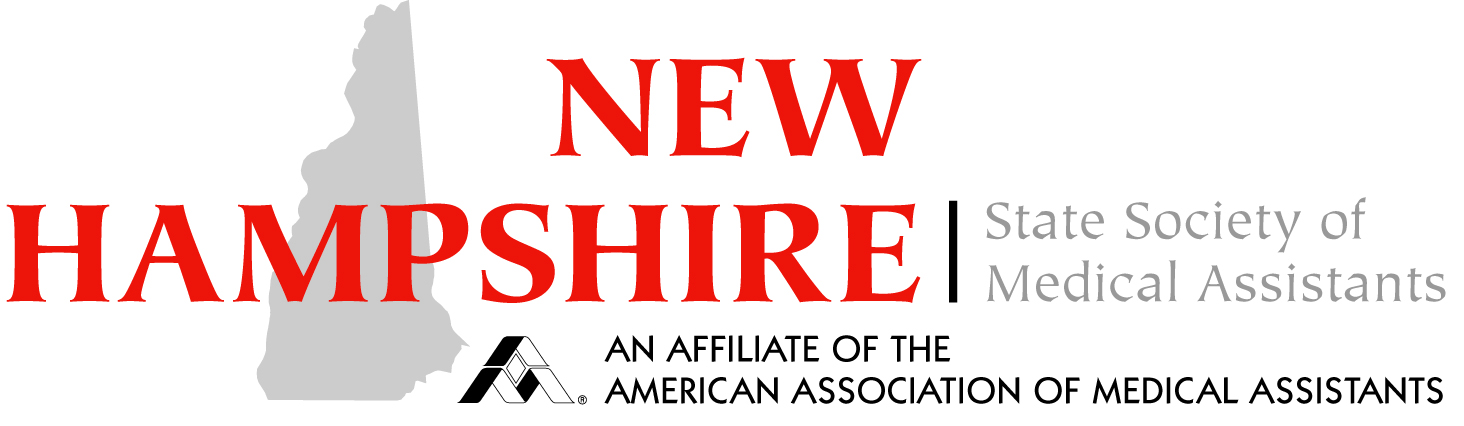 NEW
HAMPSHIRE
State Society of
Medical Assistants
AN AFFILIATE OF THE
AMERICAN ASSOCIATION OF MEDICAL ASSISTANTS
®